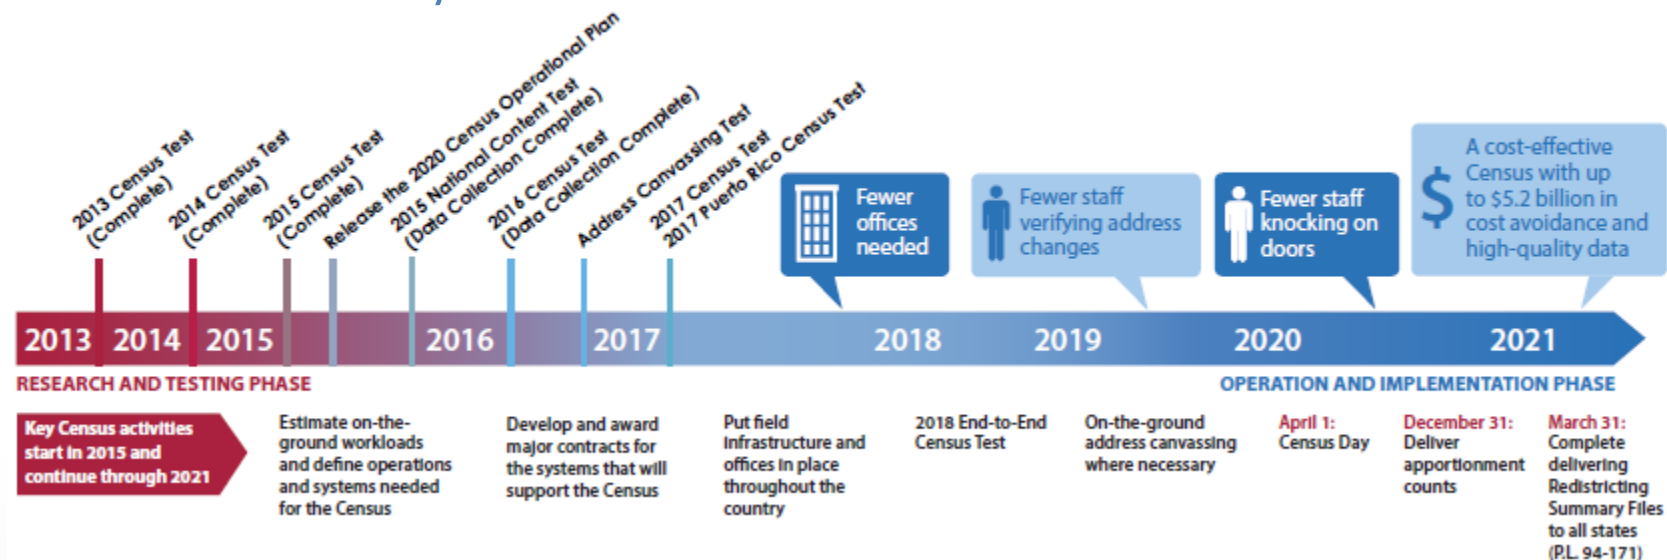 2013 Census Test
(Complete)
2014 Census Test
(Complete)
2015 Census Test
(Complete)
Release the 2020 Census Operational Plan
2015 National Content Test
(Data Collection Complete)
2016 Census Test
(Data Collection Complete)
Address Canvassing Test
2017 Census Test
2017 Puerto Rico Census Test
Fewer
offices
needed
Fewer staff
verifying address
changes
Fewer staff
knocking on
doors
$
A cost-effective
Census with up
to $5.2 billion in
cost avoidance and
high-quality data
2013
2014
2015
2016
2017
2018
2019
2020
2021
RESEARCH AND TESTING PHASE
OPERATION AND IMPLEMENTATION PHASE
Key Census activities
start in 2015 and
continue through 2021
Estimate on-the-
ground workloads
and define operations
and systems needed
for the Census
Develop and award
major contracts for
the systems that will
support the Census
Put field
infrastructure and
offices in place
throughout the
country
2018 End-to-End
Census Test
On-the-ground
address canvassing
where necessary
April 1:
Census Day
December 31:
Deliver
apportionment
counts
March 31:
Complete
delivering
Redistricting
Summary Files
to all states
(P.L. 94-171)